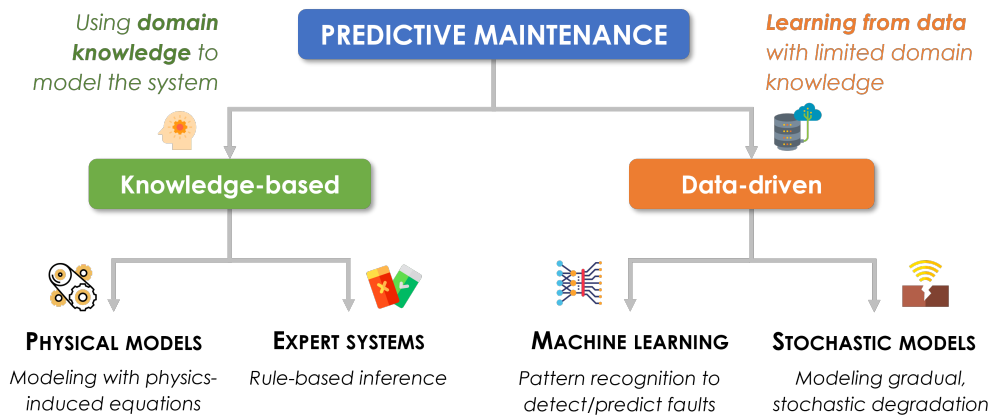 PREDICTIVE MAINTENANCE
Using domain
knowledge to
model the system
Learning from data
with limited domain
knowledge
Knowledge-based
Data-driven
PHYSICAL MODELS
Modeling with physics-
induced equations
EXPERT SYSTEMS
Rule-based inference
MACHINE LEARNING
Pattern recognition to
detect/predict faults
STOCHASTIC MODELS
Modeling gradual,
stochastic degradation